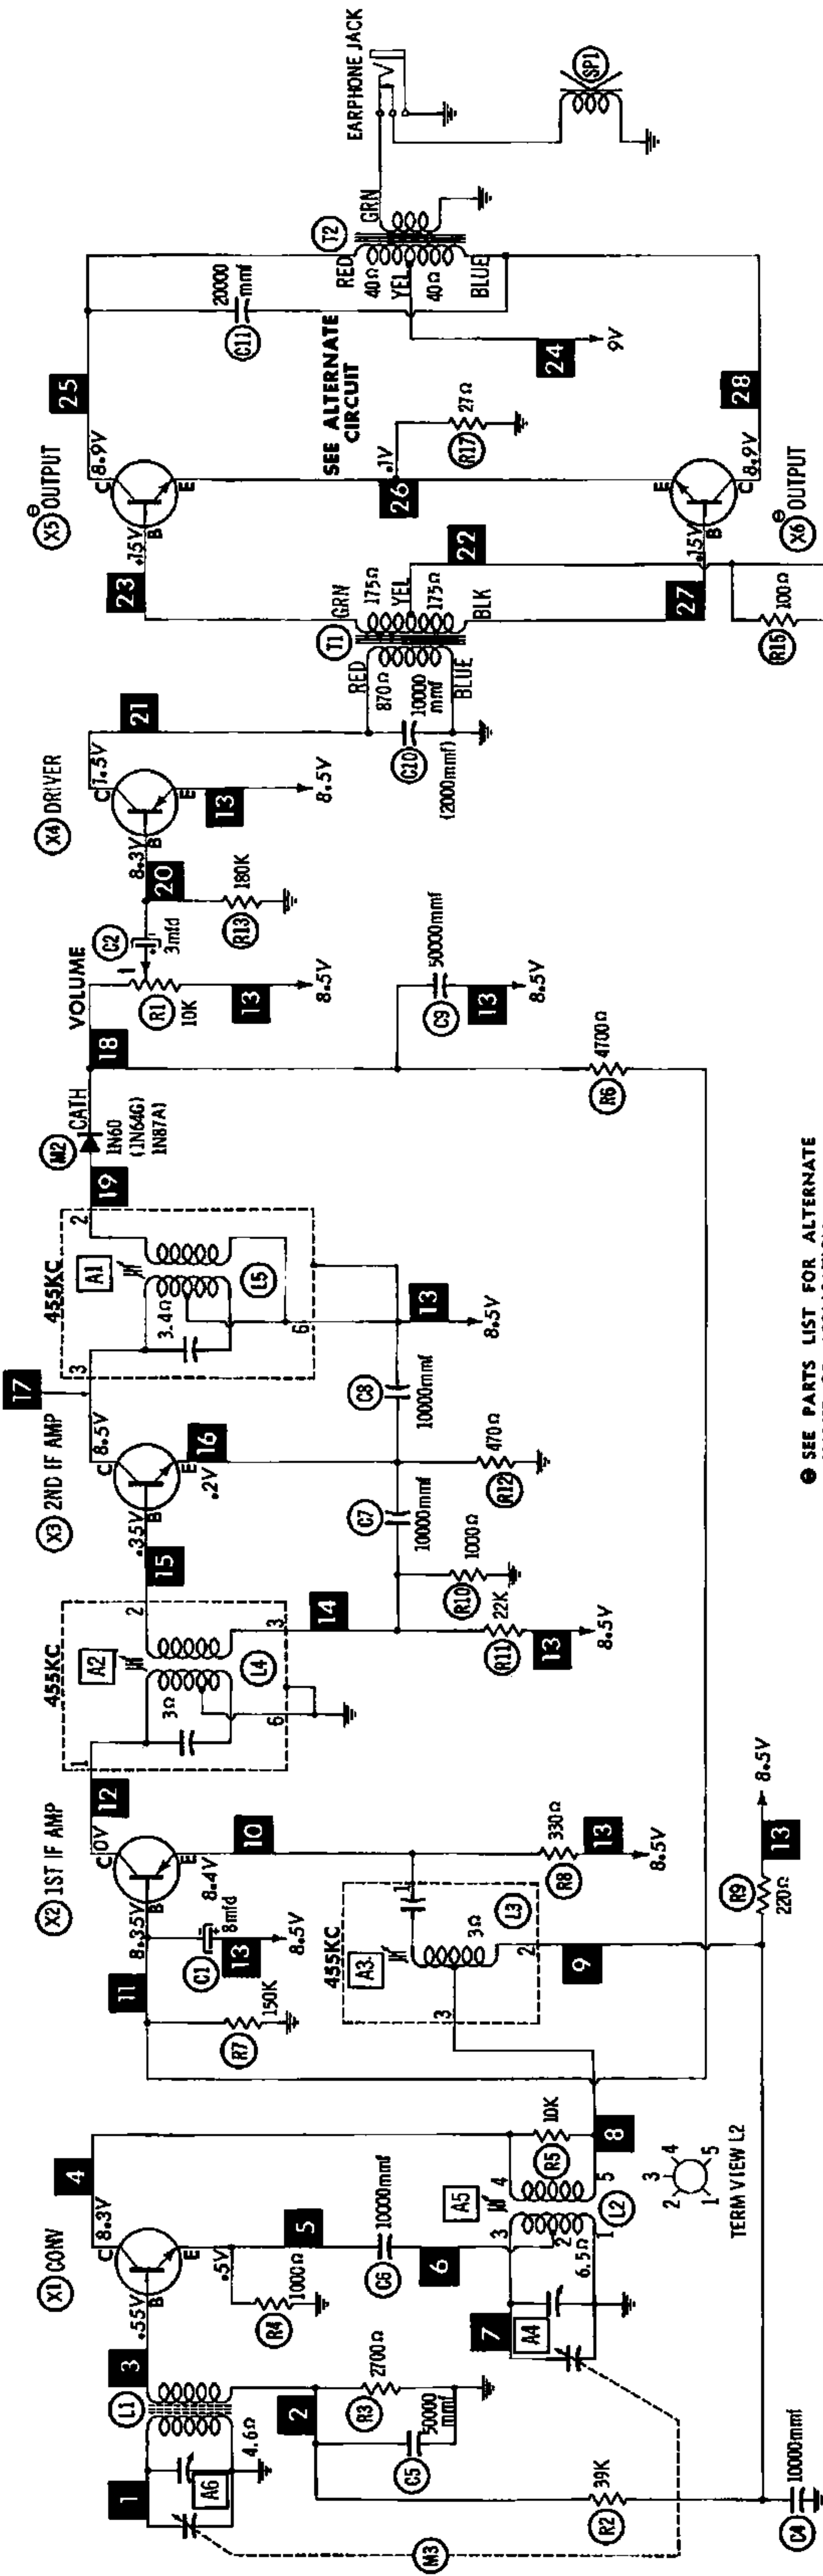 1
M3
A6
L1
4.6Ω
3
X1 CONV
.55V
B
C 8.3V
E
.5V
4
2
C5
50000 mmf
R3
2700Ω
R4
1000Ω
5
C6
10000mmf
6
7
A4
R2
39K
C4
10000mmf
A5
3
4
2
6.5Ω
1
5
L2
R5
10K
8
TERM VIEW L2
1
2
3
4
5
11
R7
150K
X2 1ST IF AMP
8.35V
B
C
0V
E
8.4V
C1
8mfd
13
8.5V
10
455KC
A3
1
3
2
3Ω
L3
9
R8
330Ω
13
8.5V
R9
220Ω
13
8.5V
12
455KC
A2
1
2
3Ω
6
3
L4
14
15
R11
22K
13
8.5V
R10
1000Ω
C7
10000mmf
X3 2ND IF AMP
.35V
B
C
8.5V
E
.2V
16
R12
470Ω
C8
10000mmf
17
455KC
A1
3
2
3.4Ω
6
L5
13
8.5V
19
M2
CATH
1N60
(1N64G)
1N87A)
18
R6
4700Ω
VOLUME
R1
10K
1
13
8.5V
C9
50000mmf
13
8.5V
C2
3mfd
20
R13
180K
X4 DRIVER
8.3V
B
C
1.5V
E
13
8.5V
21
C10
10000 mmf
(2000mmf)
T1
RED
870Ω
BLUE
GRN
175Ω
YEL
175Ω
BLK
23
22
27
R15
100Ω
X5 OUTPUT
.15V
B
C 8.9V
E
25
.1V
26
R17
27Ω
SEE ALTERNATE
CIRCUIT
X6 OUTPUT
.15V
B
E
C 8.9V
28
C11
20000
mmf
T2
RED
40Ω
YEL
40Ω
BLUE
GRN
24
9V
EARPHONE JACK
SP1
SEE PARTS LIST FOR ALTERNATE